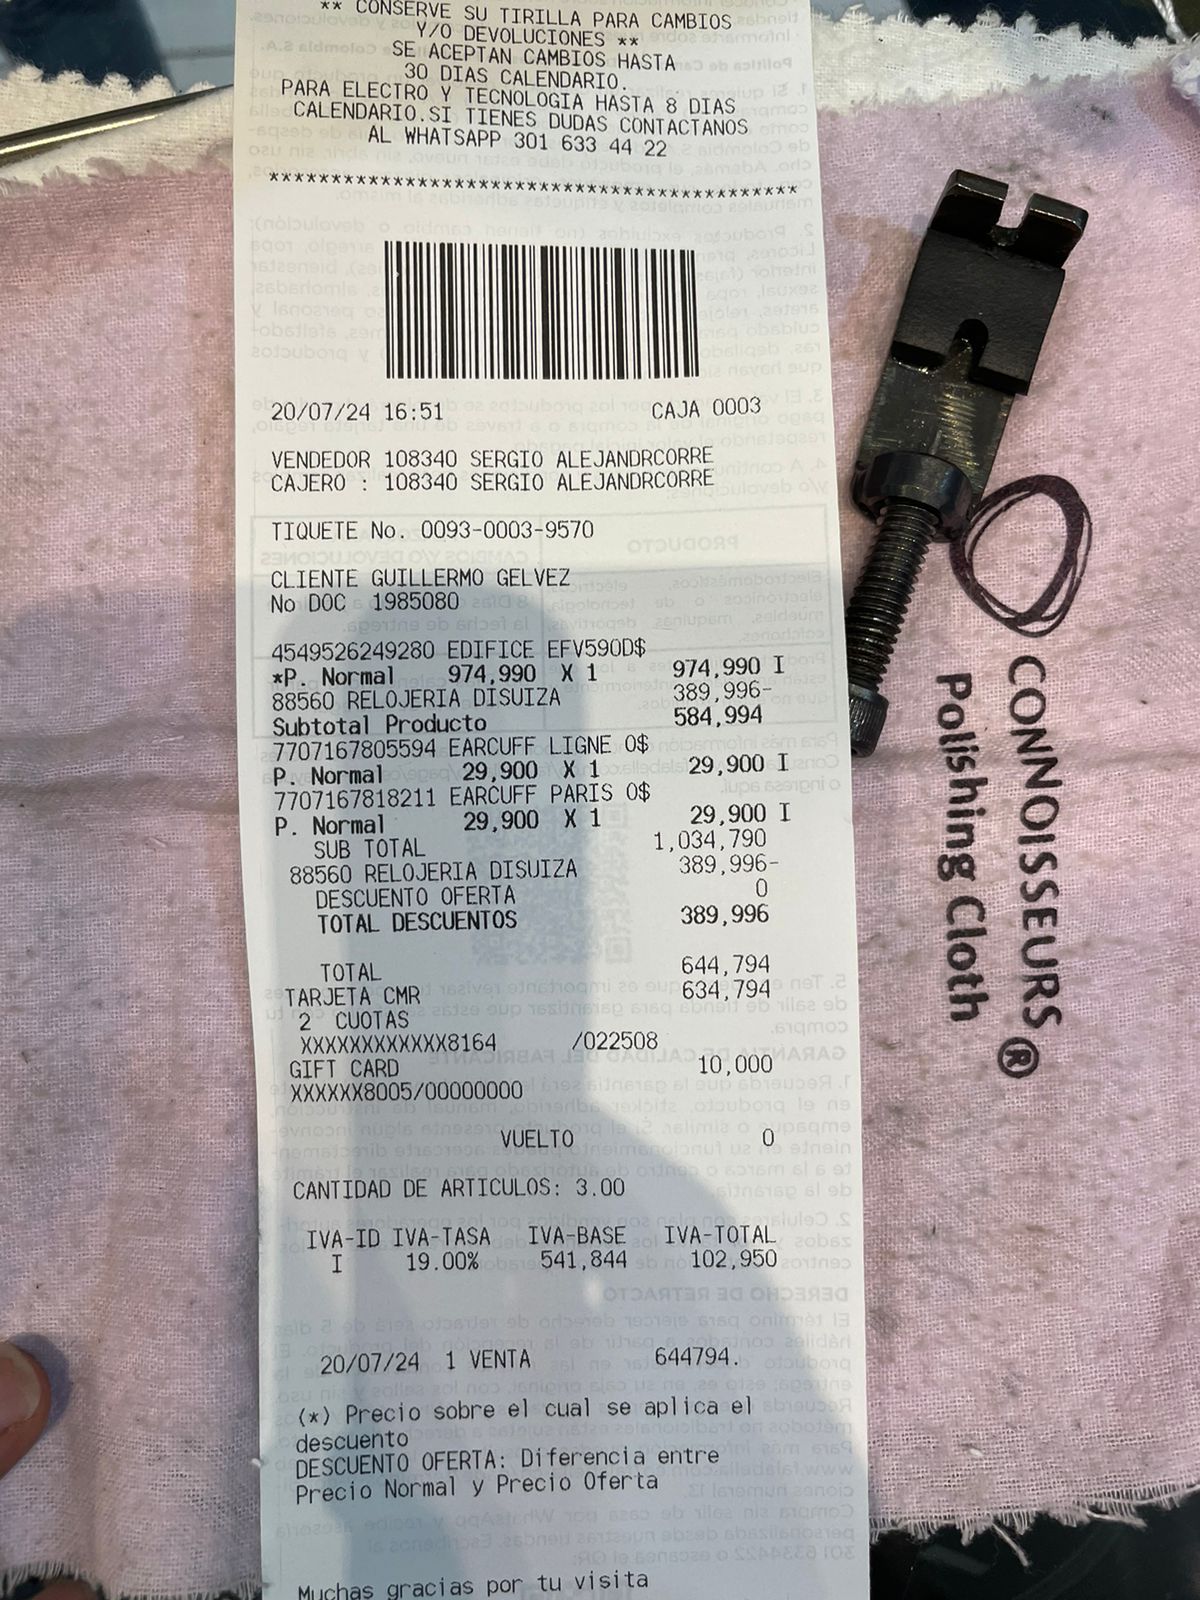 ** CONSERVE SU TIRILLA PARA CAMBIOS
Y/O DEVOLUCIONES **
SE ACEPTAN CAMBIOS HASTA
30 DIAS CALENDARIO.
PARA ELECTRO Y TECNOLOGIA HASTA 8 DIAS
CALENDARIO.SI TIENES DUDAS CONTACTANOS
AL WHATSAPP 301 633 44 22
******************************************
20/07/24 16:51 CAJA 0003
VENDEDOR 108340 SERGIO ALEJANDRCORRE
CAJERO : 108340 SERGIO ALEJANDRCORRE
TIQUETE No. 0093-0003-9570
CLIENTE GUILLERMO GELVEZ
No DOC 1985080
4549526249280 EDIFICE EFV590D$
*P. Normal 974,990 X 1 974,990 I
88560 RELOJERIA DISUIZA 389,996-
Subtotal Producto 584,994
7707167805594 EARCUFF LIGNE O$
P. Normal 29,900 X 1 29,900 I
7707167818211 EARCUFF PARIS O$
P. Normal 29,900 X 1 29,900 I
SUB TOTAL 1,034,790
88560 RELOJERIA DISUIZA 389,996-
DESCUENTO OFERTA 0
TOTAL DESCUENTOS 389,996
TOTAL 644,794
TARJETA CMR 634,794
2 CUOTAS
XXXXXXXXXXXX8164 /022508
GIFT CARD 10,000
XXXXXX8005/00000000
VUELTO 0
CANTIDAD DE ARTICULOS: 3.00
IVA-ID IVA-TASA IVA-BASE IVA-TOTAL
I 19.00% 541,844 102,950
20/07/24 1 VENTA 644794.
(*) Precio sobre el cual se aplica el
descuento
DESCUENTO OFERTA: Diferencia entre
Precio Normal y Precio Oferta
Muchas gracias por tu visita
CONNOISSEURS®
Polishing Cloth